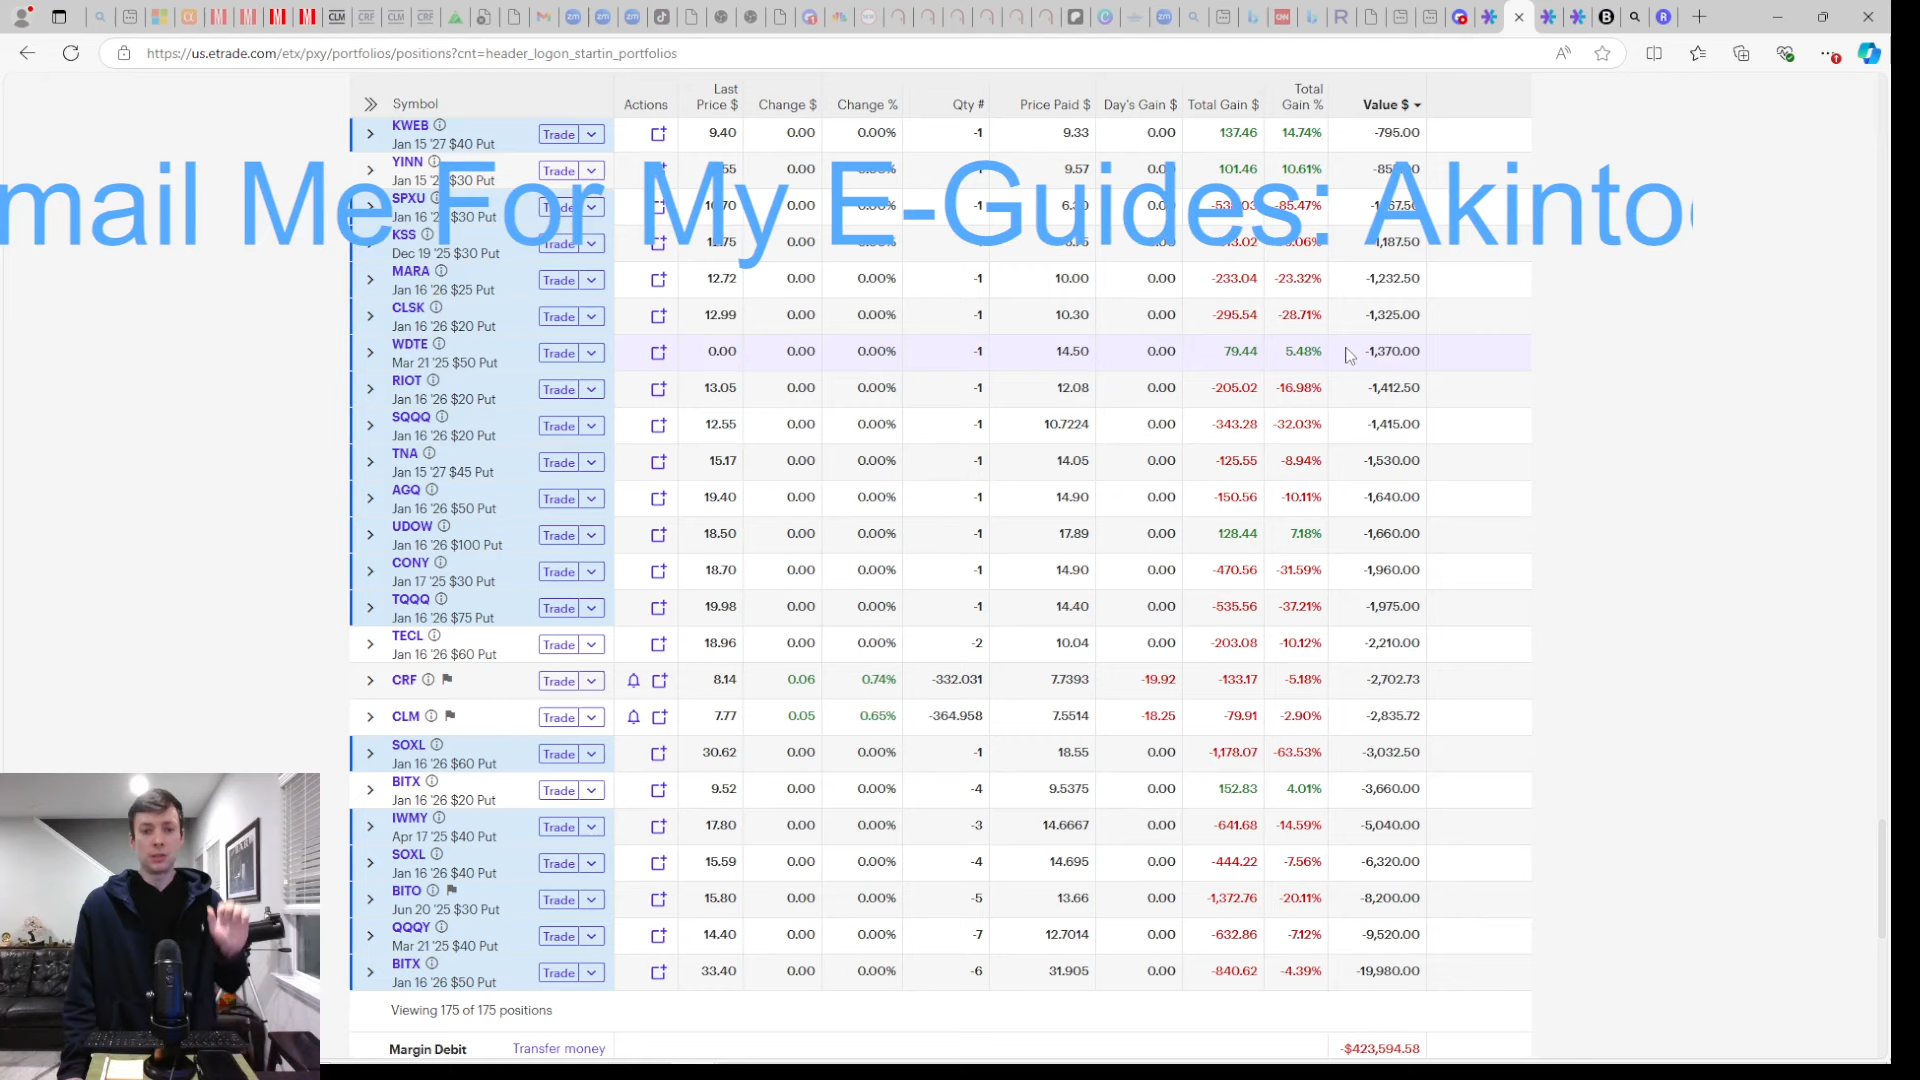 https://us.etrade.com/etx/pxy/portfolios/positions?cnt=header_logon_startin_portfolios
Symbol Actions Last Price $ Change $ Change % Qty # Price Paid $ Day's Gain $ Total Gain $ Total Gain % Value $
KWEB Trade 9.40 0.00 0.00% -1 9.33 0.00 137.46 14.74% -795.00
Jan 15 '27 $40 Put
YINN Trade 9.57 101.46 10.61%
Jan 15 '27 $30 Put
mail Me For My E-Guides: Akinto
SPXU -1 -85.47%
Jan 16 $30 Put
KSS -1,187.50
Dec 19 '25 $30 Put
MARA Trade 12.72 0.00 0.00% -1 10.00 0.00 -233.04 -23.32% -1,232.50
Jan 16 '26 $25 Put
CLSK Trade 12.99 0.00 0.00% -1 10.30 0.00 -295.54 -28.71% -1,325.00
Jan 16 '26 $20 Put
WDTE Trade 0.00 0.00 0.00% -1 14.50 0.00 79.44 5.48% -1,370.00
Mar 21 '25 $50 Put
RIOT Trade 13.05 0.00 0.00% -1 12.08 0.00 -205.02 -16.98% -1,412.50
Jan 16 '26 $20 Put
SQQQ Trade 12.55 0.00 0.00% -1 10.7224 0.00 -343.28 -32.03% -1,415.00
Jan 16 '26 $20 Put
TNA Trade 15.17 0.00 0.00% -1 14.05 0.00 -125.55 -8.94% -1,530.00
Jan 15 '27 $45 Put
AGQ Trade 19.40 0.00 0.00% -1 14.90 0.00 -150.56 -10.11% -1,640.00
Jan 16 '26 $50 Put
UDOW Trade 18.50 0.00 0.00% -1 17.89 0.00 128.44 7.18% -1,660.00
Jan 16 '26 $100 Put
CONY Trade 18.70 0.00 0.00% -1 14.90 0.00 -470.56 -31.59% -1,960.00
Jan 17 '25 $30 Put
TQQQ Trade 19.98 0.00 0.00% -1 14.40 0.00 -535.56 -37.21% -1,975.00
Jan 16 '26 $75 Put
TECL Trade 18.96 0.00 0.00% -2 10.04 0.00 -203.08 -10.12% -2,210.00
Jan 16 '26 $60 Put
CRF Trade 8.14 0.06 0.74% -332.031 7.7393 -19.92 -133.17 -5.18% -2,702.73
CLM Trade 7.77 0.05 0.65% -364.958 7.5514 -18.25 -79.91 -2.90% -2,835.72
SOXL Trade 30.62 0.00 0.00% -1 18.55 0.00 -1,178.07 -63.53% -3,032.50
Jan 16 '26 $60 Put
BITX Trade 9.52 0.00 0.00% -4 9.5375 0.00 152.83 4.01% -3,660.00
Jan 16 '26 $20 Put
IWMY Trade 17.80 0.00 0.00% -3 14.6667 0.00 -641.68 -14.59% -5,040.00
Apr 17 '25 $40 Put
SOXL Trade 15.59 0.00 0.00% -4 14.695 0.00 -444.22 -7.56% -6,320.00
Jan 16 '26 $40 Put
BITO Trade 15.80 0.00 0.00% -5 13.66 0.00 -1,372.76 -20.11% -8,200.00
Jun 20 '25 $30 Put
QQQY Trade 14.40 0.00 0.00% -7 12.7014 0.00 -632.86 -7.12% -9,520.00
Mar 21 '25 $40 Put
BITX Trade 33.40 0.00 0.00% -6 31.905 0.00 -840.62 -4.39% -19,980.00
Jan 16 '26 $50 Put
Viewing 175 of 175 positions
Margin Debit Transfer money -$423,594.58